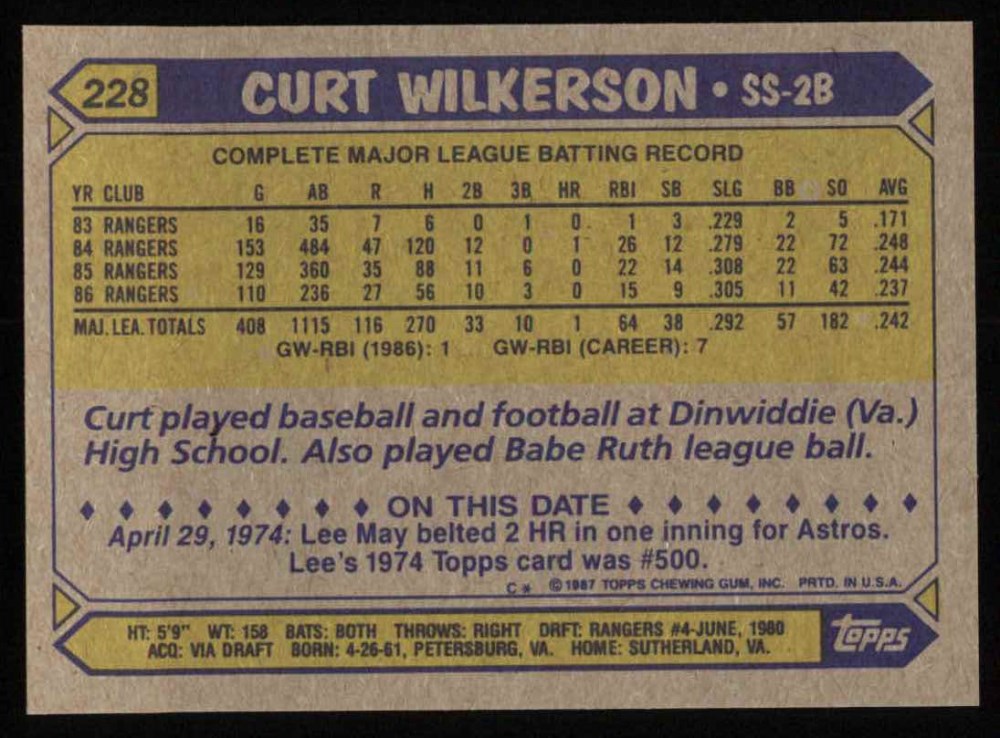 228 CURT WILKERSON • SS-2B
COMPLETE MAJOR LEAGUE BATTING RECORD
YR CLUB G AB R H 2B 3B HR RBI SB SLG BB SO AVG
83 RANGERS 16 35 7 6 0 1 0 1 3 .229 2 5 .171
84 RANGERS 153 484 47 120 12 0 1 26 12 .279 22 72 .248
85 RANGERS 129 360 35 88 11 6 0 22 14 .308 22 63 .244
86 RANGERS 110 236 27 56 10 3 0 15 9 .305 11 42 .237
MAJ. LEA. TOTALS 408 1115 116 270 33 10 1 64 38 .292 57 182 .242
GW-RBI (1986): 1 GW-RBI (CAREER): 7
Curt played baseball and football at Dinwiddie (Va.)
High School. Also played Babe Ruth league ball.
ON THIS DATE
April 29, 1974: Lee May belted 2 HR in one inning for Astros.
Lee's 1974 Topps card was #500.
C* ©1987 TOPPS CHEWING GUM, INC. PRTD. IN U.S.A.
HT: 5'9" WT: 158 BATS: BOTH THROWS: RIGHT DRFT: RANGERS #4-JUNE, 1980
ACQ: VIA DRAFT BORN: 4-26-61, PETERSBURG, VA. HOME: SUTHERLAND, VA.
topps